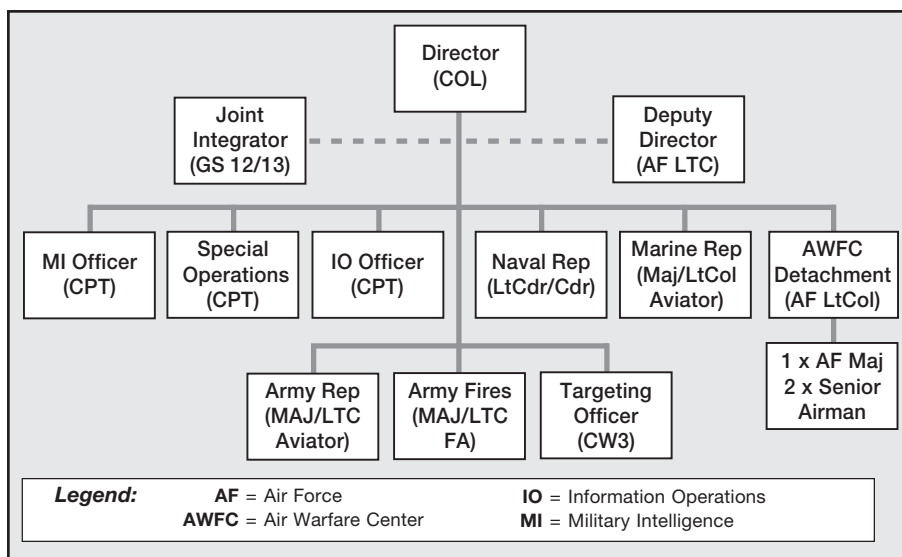 Director
(COL)
Joint
Integrator
(GS 12/13)
Deputy
Director
(AF LTC)
MI Officer
(CPT)
Special
Operations
(CPT)
IO Officer
(CPT)
Naval Rep
(LtCdr/Cdr)
Marine Rep
(Maj/LtCol
Aviator)
AWFC
Detachment
(AF LtCol)
Army Rep
(MAJ/LTC
Aviator)
Army Fires
(MAJ/LTC
FA)
Targeting
Officer
(CW3)
1 x AF Maj
2 x Senior
Airman
Legend:
AF = Air Force
AWFC = Air Warfare Center
IO = Information Operations
MI = Military Intelligence